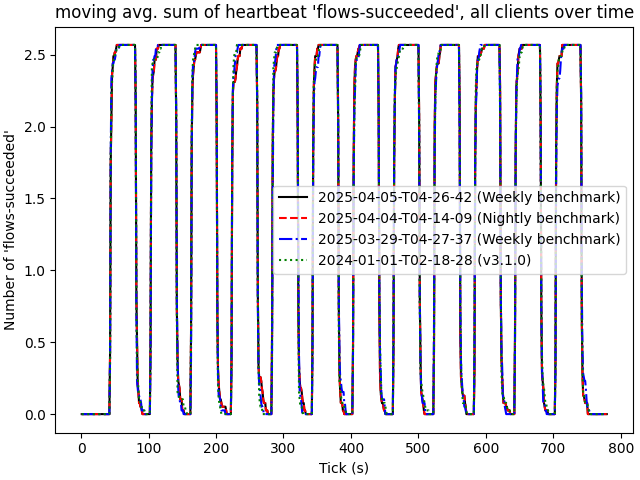 moving avg. sum of heartbeat 'flows-succeeded', all clients over time
Number of 'flows-succeeded'
2.5
2.0
1.5
1.0
0.5
0.0
2025-04-05-T04-26-42 (Weekly benchmark)
2025-04-04-T04-14-09 (Nightly benchmark)
2025-03-29-T04-27-37 (Weekly benchmark)
2024-01-01-T02-18-28 (v3.1.0)
0 100 200 300 400 500 600 700 800
Tick (s)